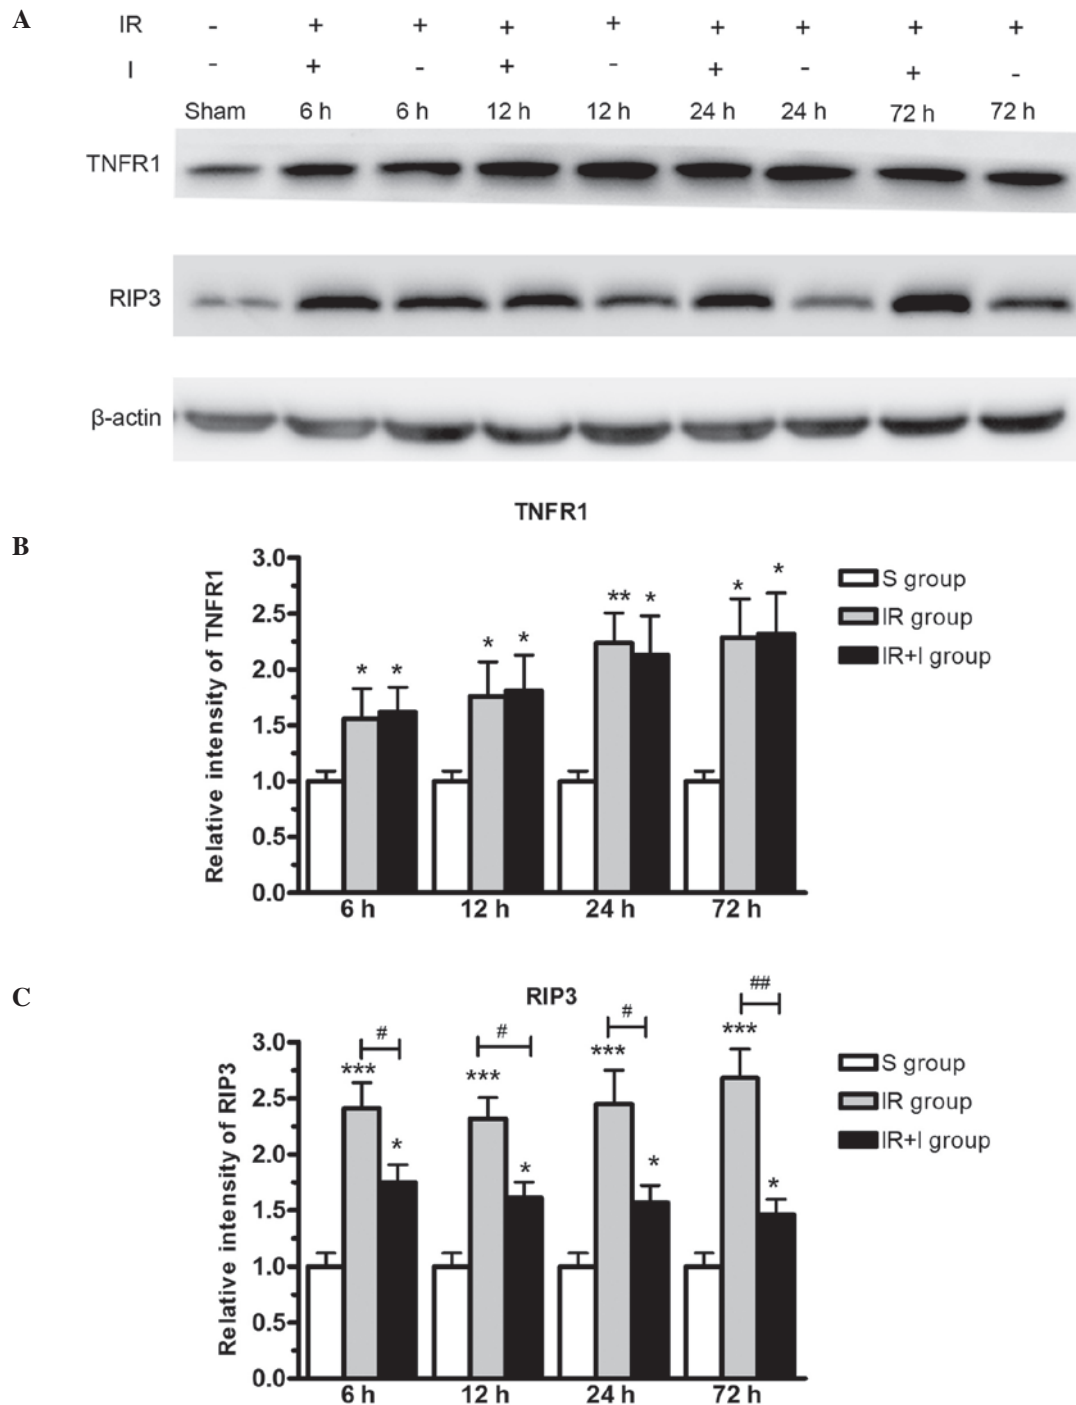 A
IR - + + + + + + + +
I - + - + - + - + -
Sham 6 h 6 h 12 h 12 h 24 h 24 h 72 h 72 h
TNFR1
RIP3
β-actin
B
TNFR1
Relative intensity of TNFR1
3.0
2.5
2.0
1.5
1.0
0.5
0.0
* * * * ** * * *
6 h 12 h 24 h 72 h
S group
IR group
IR+I group
C
RIP3
Relative intensity of RIP3
3.0
2.5
2.0
1.5
1.0
0.5
0.0
# # # ##
*** *** *** ***
* * * *
6 h 12 h 24 h 72 h
S group
IR group
IR+I group